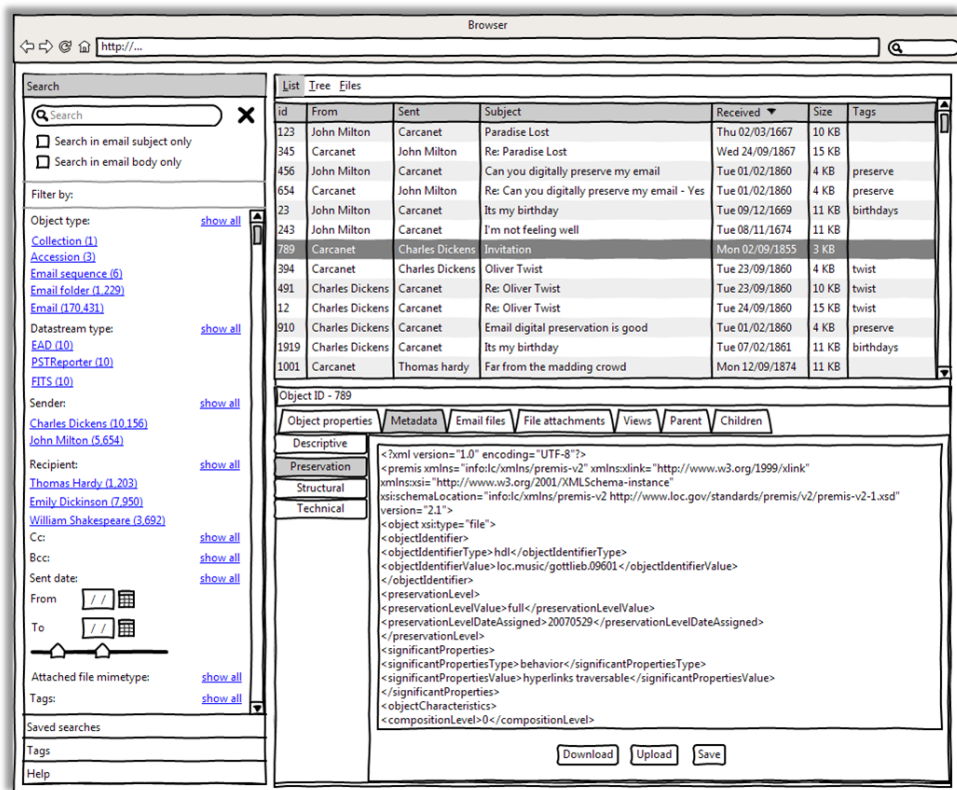 Browser
http://...
Search
Search
Search in email subject only
Search in email body only
Filter by:
Object type: show all
Collection (1)
Accession (3)
Email sequence (6)
Email folder (1,229)
Email (170,431)
Datastream type: show all
EAD (10)
PSTReporter (10)
FITS (10)
Sender: show all
Charles Dickens (10,156)
John Milton (5,654)
Recipient: show all
Thomas Hardy (1,203)
Emily Dickinson (7,950)
William Shakespeare (3,692)
Cc: show all
Bcc: show all
Sent date: show all
From / /
To / /
Attached file mimetype: show all
Tags: show all
Saved searches
Tags
Help
List Tree Files
id From Sent Subject Received Size Tags
123 John Milton Carcanet Paradise Lost Thu 02/03/1667 10 KB
345 Carcanet John Milton Re: Paradise Lost Wed 24/09/1867 15 KB
456 John Milton Carcanet Can you digitally preserve my email Tue 01/02/1860 4 KB preserve
654 Carcanet John Milton Re: Can you digitally preserve my email - Yes Tue 01/02/1860 4 KB preserve
23 John Milton Carcanet Its my birthday Tue 09/12/1669 11 KB birthdays
243 John Milton Carcanet I'm not feeling well Tue 08/11/1674 11 KB
789 Carcanet Charles Dickens Invitation Mon 02/09/1855 3 KB
394 Carcanet Charles Dickens Oliver Twist Tue 23/09/1860 4 KB twist
491 Charles Dickens Carcanet Re: Oliver Twist Tue 23/09/1860 10 KB twist
12 Charles Dickens Carcanet Re: Oliver Twist Tue 24/09/1860 15 KB twist
910 Charles Dickens Carcanet Email digital preservation is good Tue 01/02/1860 4 KB preserve
1919 Charles Dickens Carcanet Its my birthday Tue 07/02/1861 11 KB birthdays
1001 Carcanet Thomas hardy Far from the madding crowd Mon 12/09/1874 11 KB
Object ID - 789
Object properties Metadata Email files File attachments Views Parent Children
Descriptive
Preservation
Structural
Technical
<?xml version="1.0" encoding="UTF-8"?>
<premis xmlns="info:lc/xmlns/premis-v2" xmlns:xlink="http://www.w3.org/1999/xlink"
xmlns:xsi="http://www.w3.org/2001/XMLSchema-instance"
xsi:schemaLocation="info:lc/xmlns/premis-v2 http://www.loc.gov/standards/premis/v2/premis-v2-1.xsd"
version="2.1">
<object xsi:type="file">
<objectIdentifier>
<objectIdentifierType>hdl</objectIdentifierType>
<objectIdentifierValue>loc.music/gottlieb.09601</objectIdentifierValue>
</objectIdentifier>
<preservationLevel>
<preservationLevelValue>full</preservationLevelValue>
<preservationLevelDateAssigned>20070529</preservationLevelDateAssigned>
</preservationLevel>
<significantProperties>
<significantPropertiesType>behavior</significantPropertiesType>
<significantPropertiesValue>hyperlinks traversable</significantPropertiesValue>
</significantProperties>
<objectCharacteristics>
<compositionLevel>0</compositionLevel>
Download Upload Save